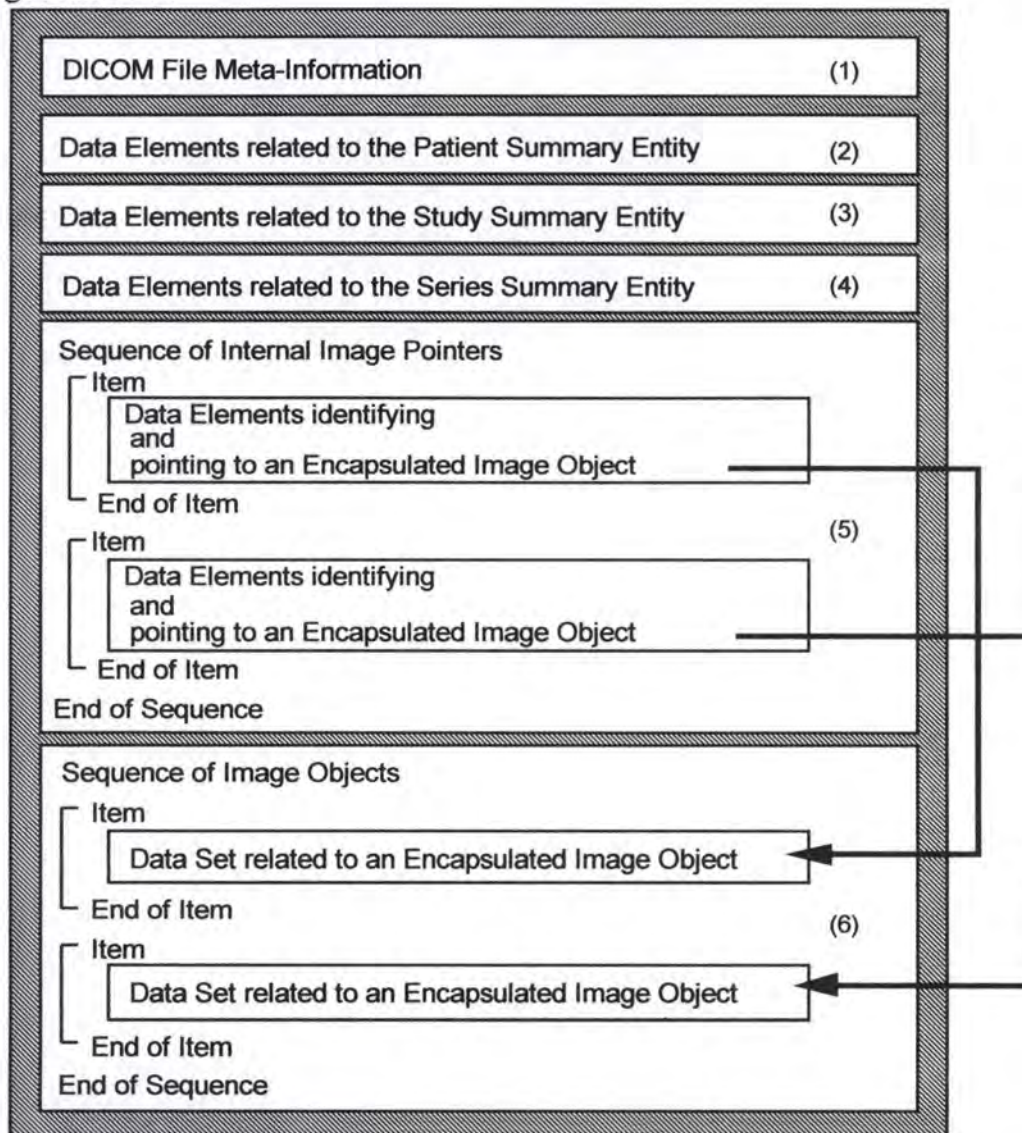 DICOM File Meta-Information (1)
Data Elements related to the Patient Summary Entity (2)
Data Elements related to the Study Summary Entity (3)
Data Elements related to the Series Summary Entity (4)
Sequence of Internal Image Pointers
Item
Data Elements identifying
and
pointing to an Encapsulated Image Object
End of Item
(5)
Item
Data Elements identifying
and
pointing to an Encapsulated Image Object
End of Item
End of Sequence
Sequence of Image Objects
Item
Data Set related to an Encapsulated Image Object
End of Item
(6)
Item
Data Set related to an Encapsulated Image Object
End of Item
End of Sequence